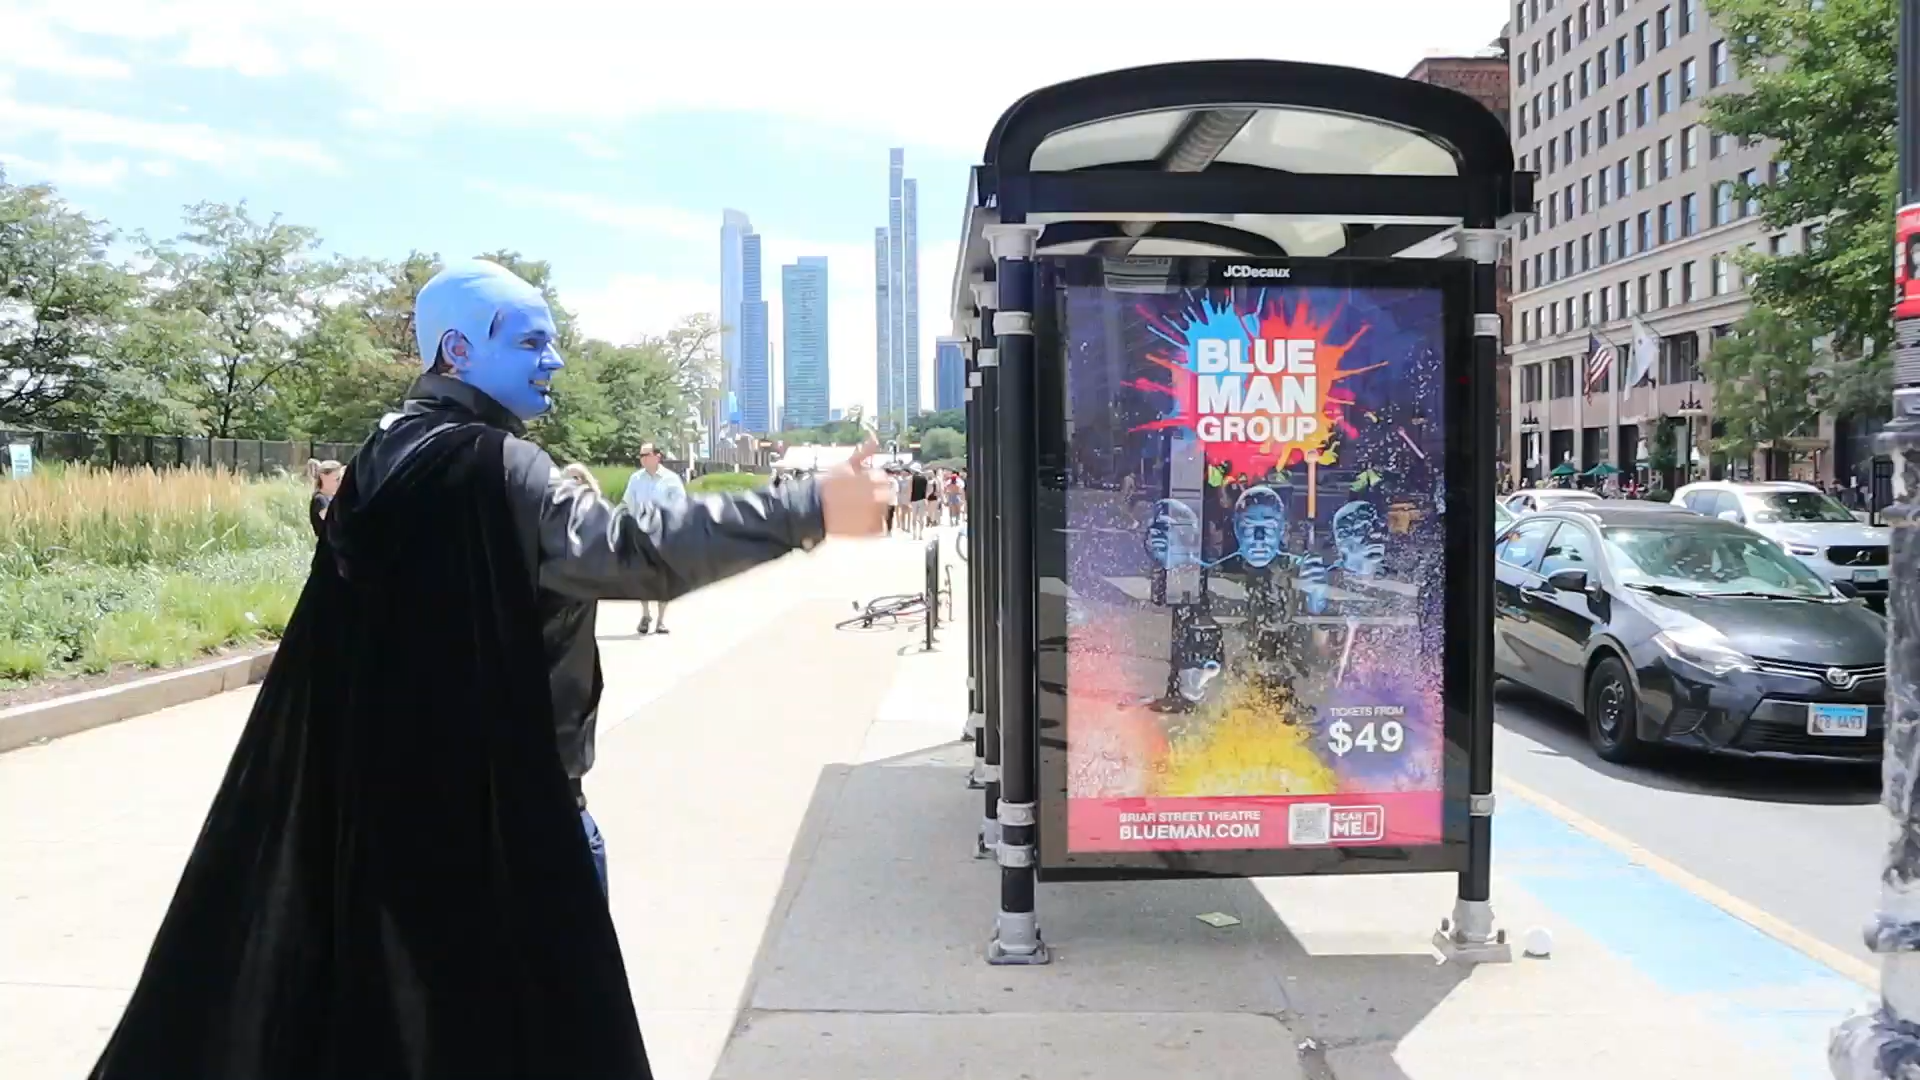 JCDecaux
BLUE
MAN
GROUP
TICKETS FROM
$49
BRIAR STREET THEATRE
BLUEMAN.COM
SCAN
ME